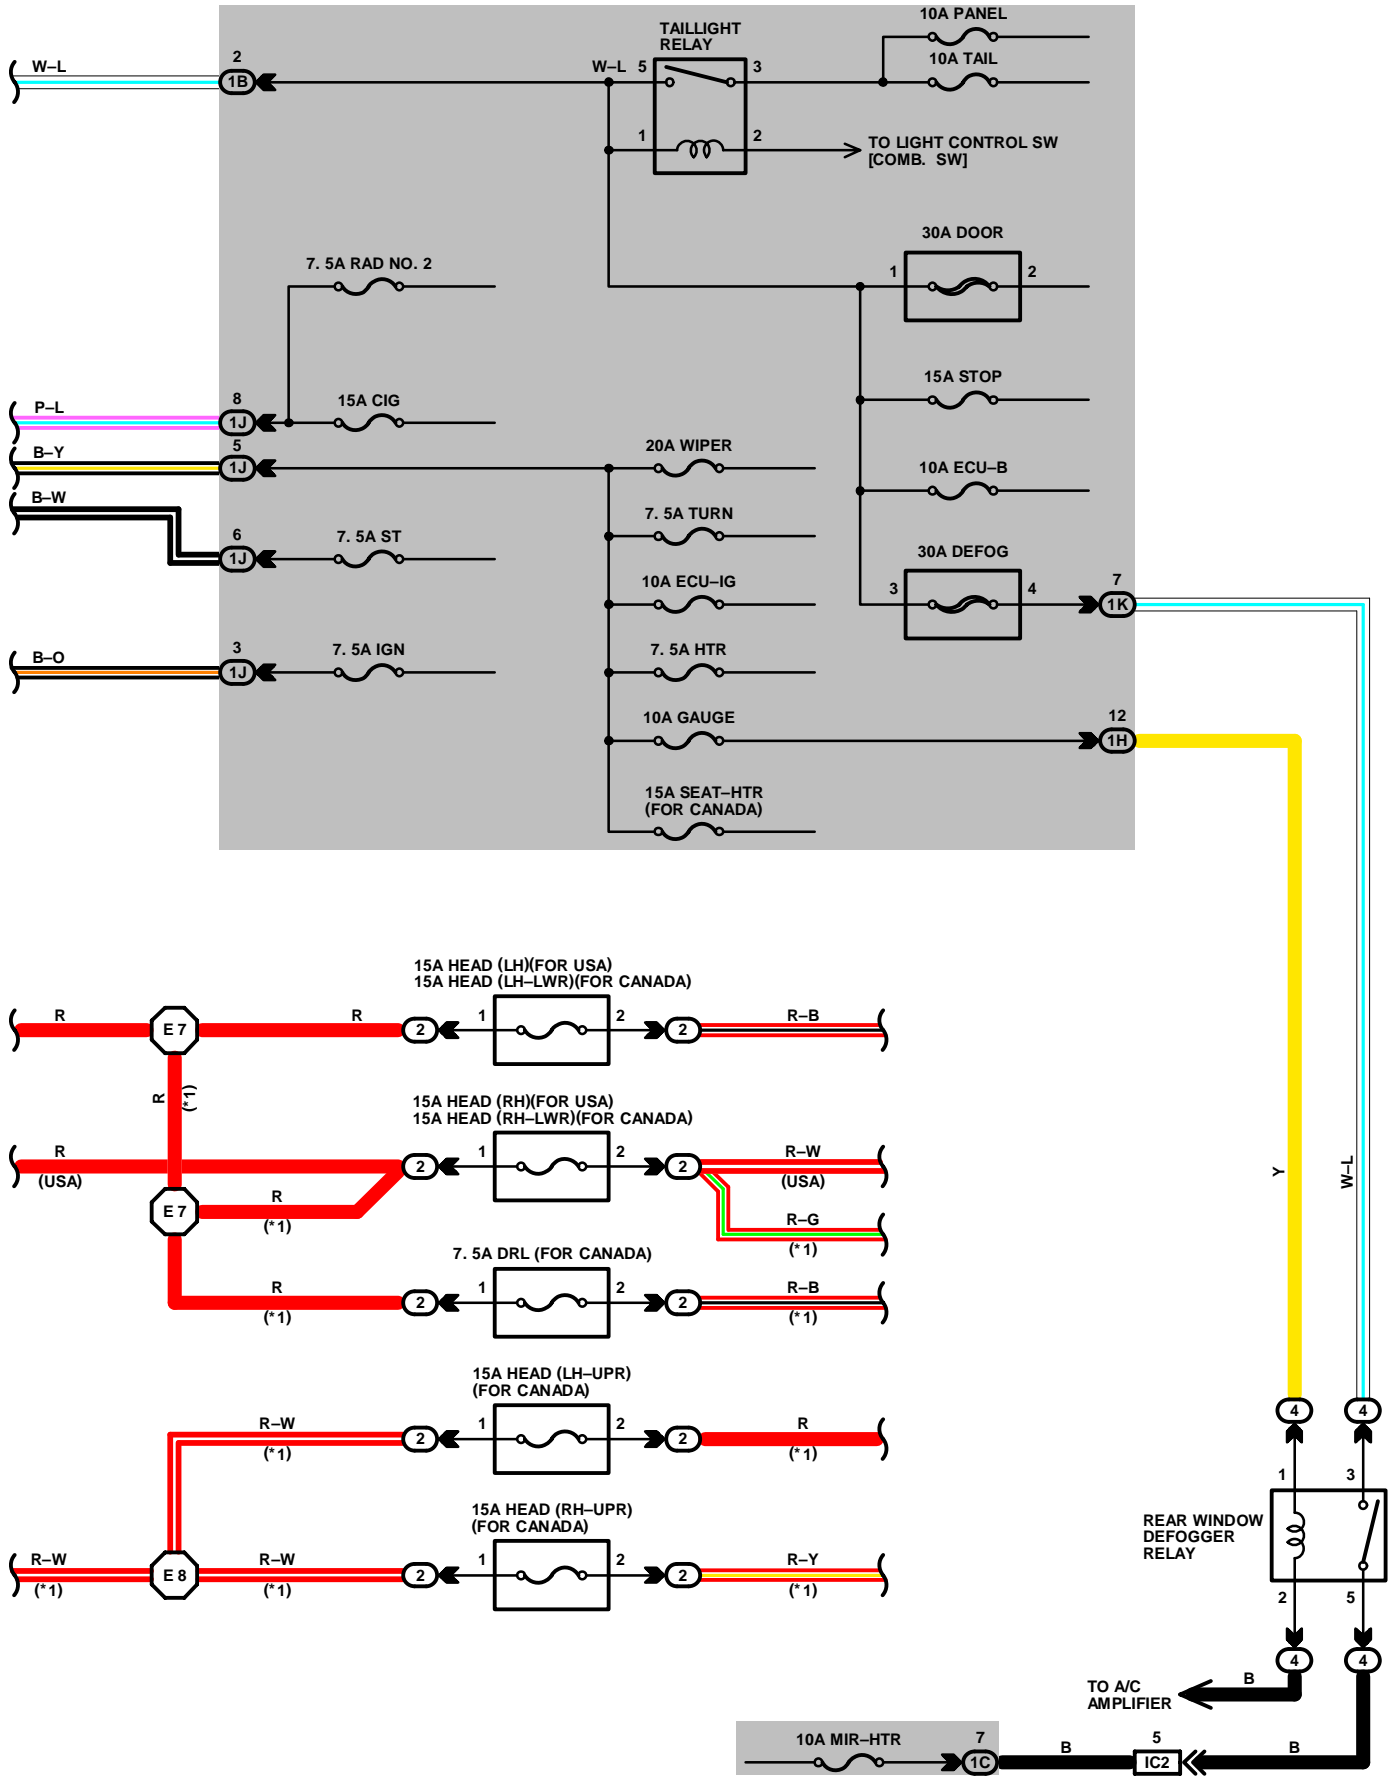 10A PANEL
TAILLIGHT
RELAY
2
W–L
W–L
5
3
10A TAIL
1B
1
2
TO LIGHT CONTROL SW
[COMB. SW]
30A DOOR
7. 5A RAD NO. 2
1
2
15A STOP
P–L
8
15A CIG
1J
B–Y
5
20A WIPER
1J
10A ECU–B
B–W
7. 5A TURN
6
7. 5A ST
1J
30A DEFOG
10A ECU–IG
3
4
7
1K
B–O
3
7. 5A IGN
7. 5A HTR
1J
10A GAUGE
12
1H
15A SEAT–HTR
(FOR CANADA)
15A HEAD (LH)(FOR USA)
15A HEAD (LH–LWR)(FOR CANADA)
R
E 7
R
2
1
2
2
R–B
R
(*1)
15A HEAD (RH)(FOR USA)
15A HEAD (RH–LWR)(FOR CANADA)
R
(USA)
2
1
2
2
R–W
(USA)
Y
W–L
E 7
R
(*1)
R–G
(*1)
7. 5A DRL (FOR CANADA)
R
(*1)
2
1
2
2
R–B
(*1)
15A HEAD (LH–UPR)
(FOR CANADA)
4
4
R–W
(*1)
2
1
2
2
R
(*1)
1
3
15A HEAD (RH–UPR)
(FOR CANADA)
REAR WINDOW
DEFOGGER
RELAY
R–W
(*1)
E 8
R–W
(*1)
2
1
2
2
R–Y
(*1)
2
5
4
4
TO A/C
AMPLIFIER
B
10A MIR–HTR
7
1C
B
5
IC2
B